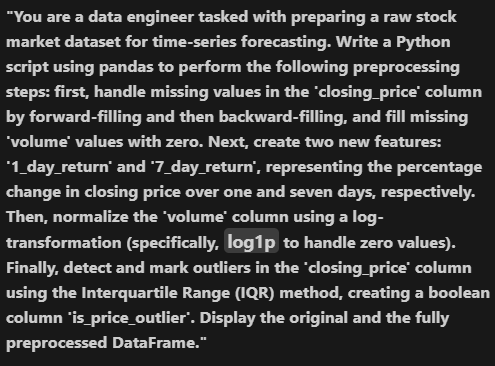 "You are a data engineer tasked with preparing a raw stock
market dataset for time-series forecasting. Write a Python
script using pandas to perform the following preprocessing
steps: first, handle missing values in the 'closing_price' column
by forward-filling and then backward-filling, and fill missing
'volume' values with zero. Next, create two new features:
'1_day_return' and '7_day_return', representing the percentage
change in closing price over one and seven days, respectively.
Then, normalize the 'volume' column using a log-
transformation (specifically, log1p to handle zero values).
Finally, detect and mark outliers in the 'closing_price' column
using the Interquartile Range (IQR) method, creating a boolean
column 'is_price_outlier'. Display the original and the fully
preprocessed DataFrame."